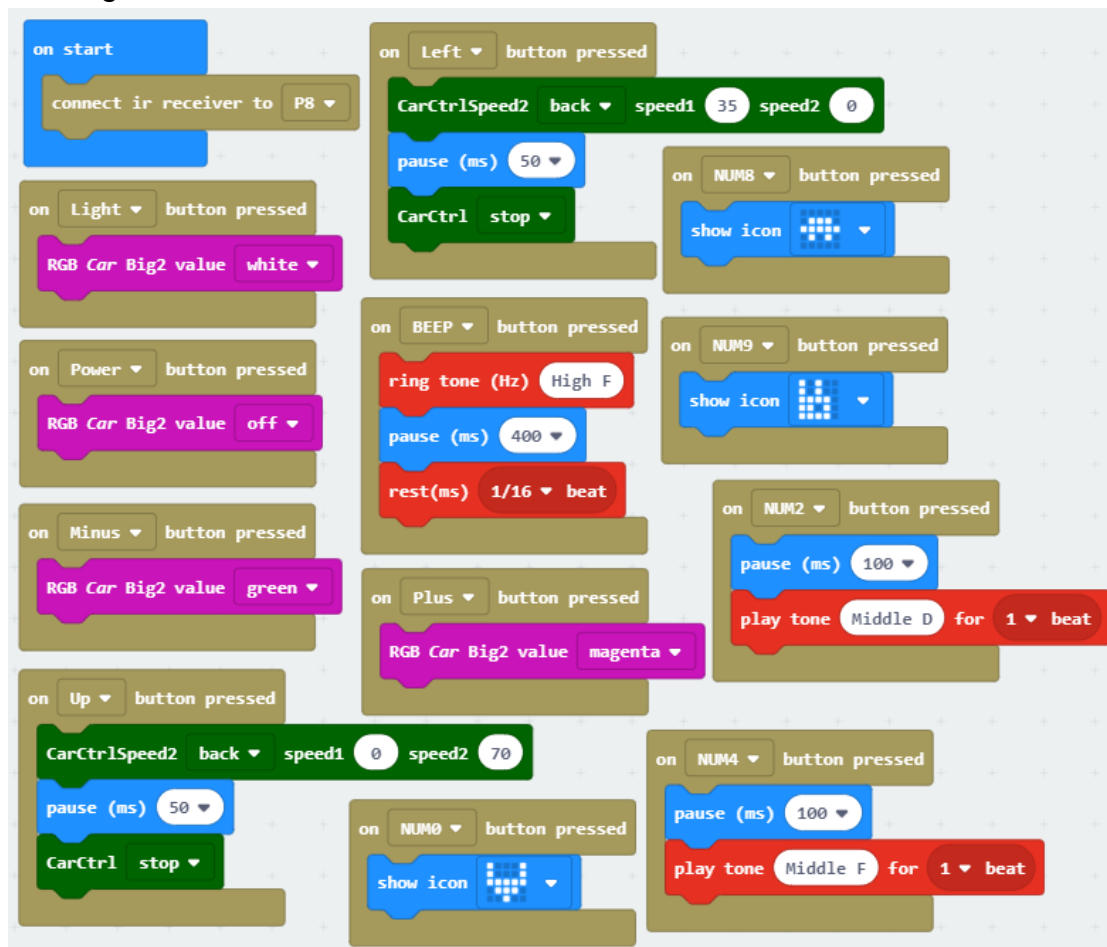 on start
connect ir receiver to P8
on Light button pressed
RGB Car Big2 value white
on Power button pressed
RGB Car Big2 value off
on Minus button pressed
RGB Car Big2 value green
on Up button pressed
CarCtrlSpeed2 back speed1 0 speed2 70
pause (ms) 50
CarCtrl stop
on Left button pressed
CarCtrlSpeed2 back speed1 35 speed2 0
pause (ms) 50
CarCtrl stop
on BEEP button pressed
ring tone (Hz) High F
pause (ms) 400
rest(ms) 1/16 beat
on Plus button pressed
RGB Car Big2 value magenta
on NUM0 button pressed
show icon
on NUM8 button pressed
show icon
on NUM9 button pressed
show icon
on NUM2 button pressed
pause (ms) 100
play tone Middle D for 1 beat
on NUM4 button pressed
pause (ms) 100
play tone Middle F for 1 beat